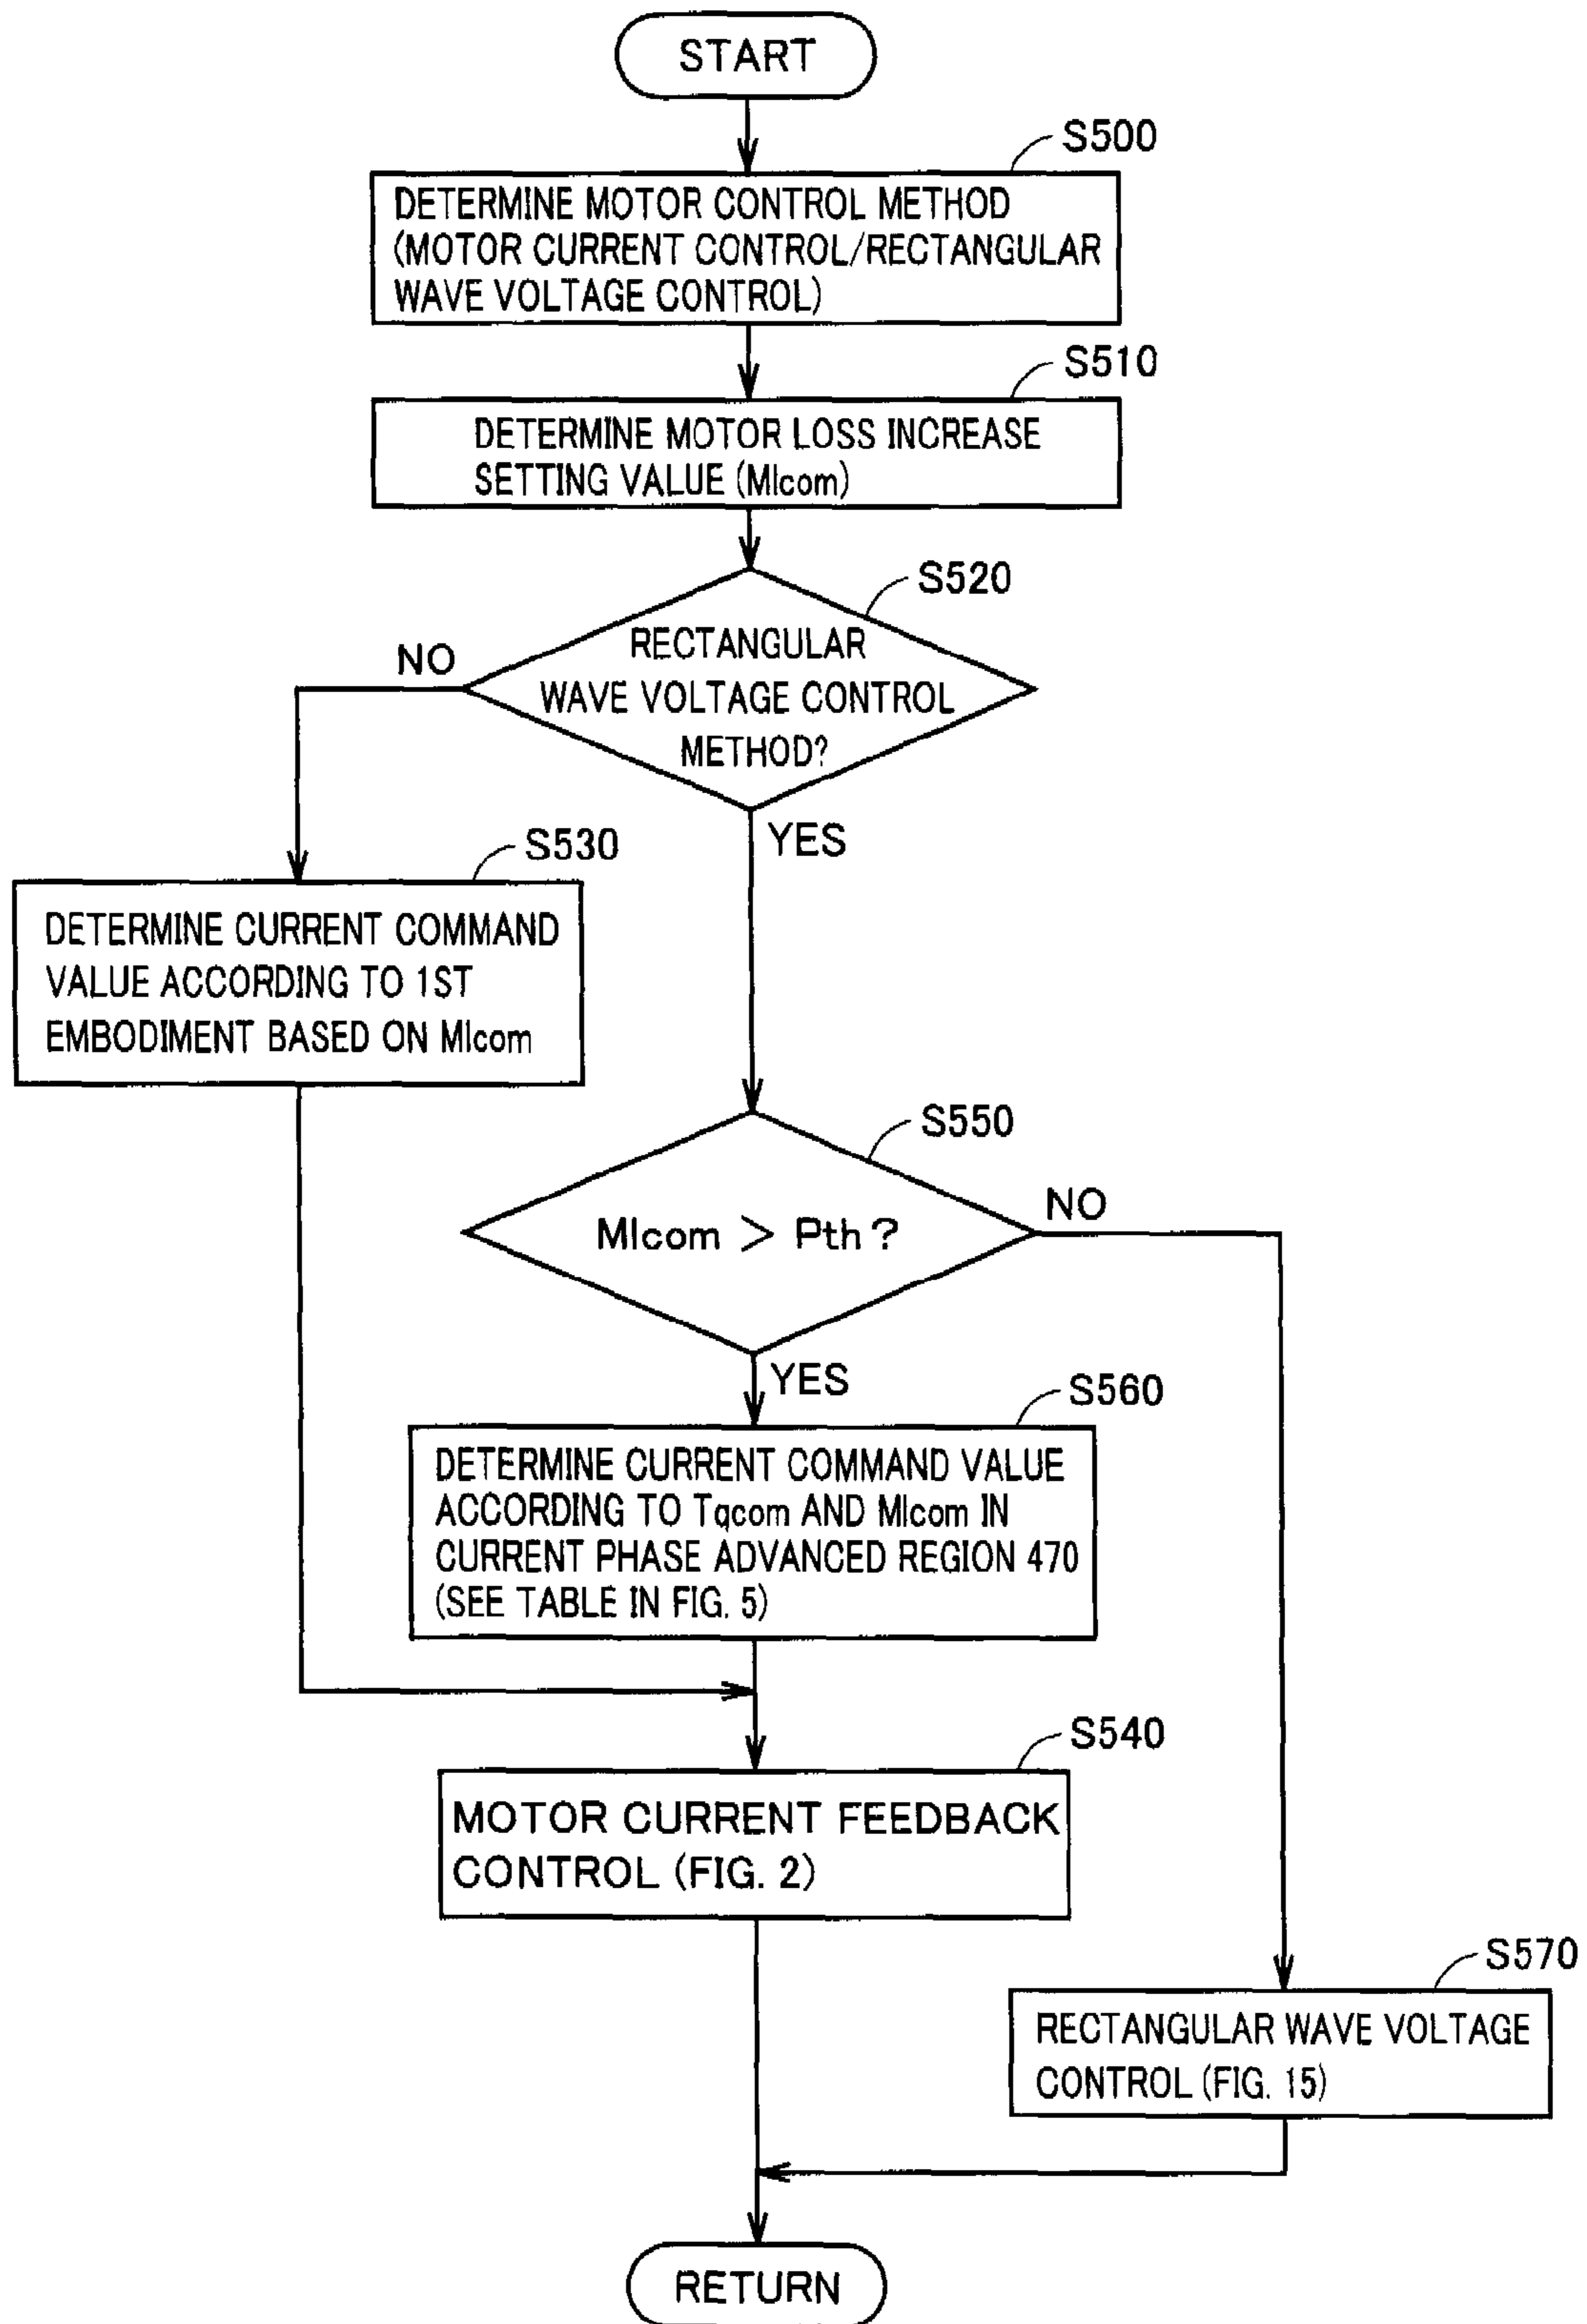 START
S500
DETERMINE MOTOR CONTROL METHOD
(MOTOR CURRENT CONTROL/RECTANGULAR
WAVE VOLTAGE CONTROL)
S510
DETERMINE MOTOR LOSS INCREASE
SETTING VALUE (Mlcom)
S520
RECTANGULAR
WAVE VOLTAGE CONTROL
METHOD?
NO
YES
S530
DETERMINE CURRENT COMMAND
VALUE ACCORDING TO 1ST
EMBODIMENT BASED ON Mlcom
S550
Mlcom > Pth ?
NO
YES
S560
DETERMINE CURRENT COMMAND VALUE
ACCORDING TO Tqcom AND Mlcom IN
CURRENT PHASE ADVANCED REGION 470
(SEE TABLE IN FIG. 5)
S540
MOTOR CURRENT FEEDBACK
CONTROL (FIG. 2)
S570
RECTANGULAR WAVE VOLTAGE
CONTROL (FIG. 15)
RETURN